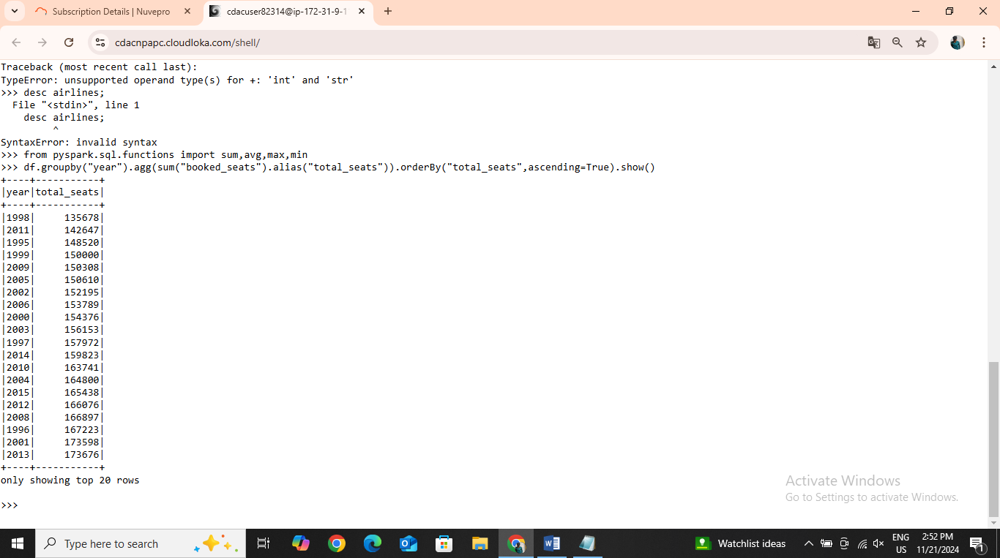 Subscription Details | Nuvepro
cdacuser82314@ip-172-31-9-1
cdacnpapc.cloudloka.com/shell/
Traceback (most recent call last):
TypeError: unsupported operand type(s) for +: 'int' and 'str'
>>> desc airlines;
  File "<stdin>", line 1
    desc airlines;
         ^
SyntaxError: invalid syntax
>>> from pyspark.sql.functions import sum,avg,max,min
>>> df.groupby("year").agg(sum("booked_seats").alias("total_seats")).orderBy("total_seats",ascending=True).show()
+----+-----------+
|year|total_seats|
+----+-----------+
|1998|     135678|
|2011|     142647|
|1995|     148520|
|1999|     150000|
|2009|     150308|
|2005|     150610|
|2002|     152195|
|2006|     153789|
|2000|     154376|
|2003|     156153|
|1997|     157972|
|2014|     159823|
|2010|     163741|
|2004|     164800|
|2015|     165438|
|2012|     166076|
|2008|     166897|
|1996|     167223|
|2001|     173598|
|2013|     173676|
+----+-----------+
only showing top 20 rows
>>>
Activate Windows
Go to Settings to activate Windows.
Type here to search
Watchlist ideas
ENG
US
2:52 PM
11/21/2024
1